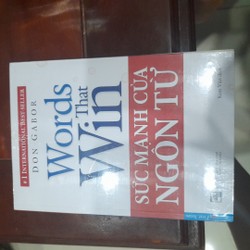 #1 INTERNATIONAL BEST SELLER
DON GABOR
Words
That
Win
SỨC MẠNH CỦA
NGÔN TỪ